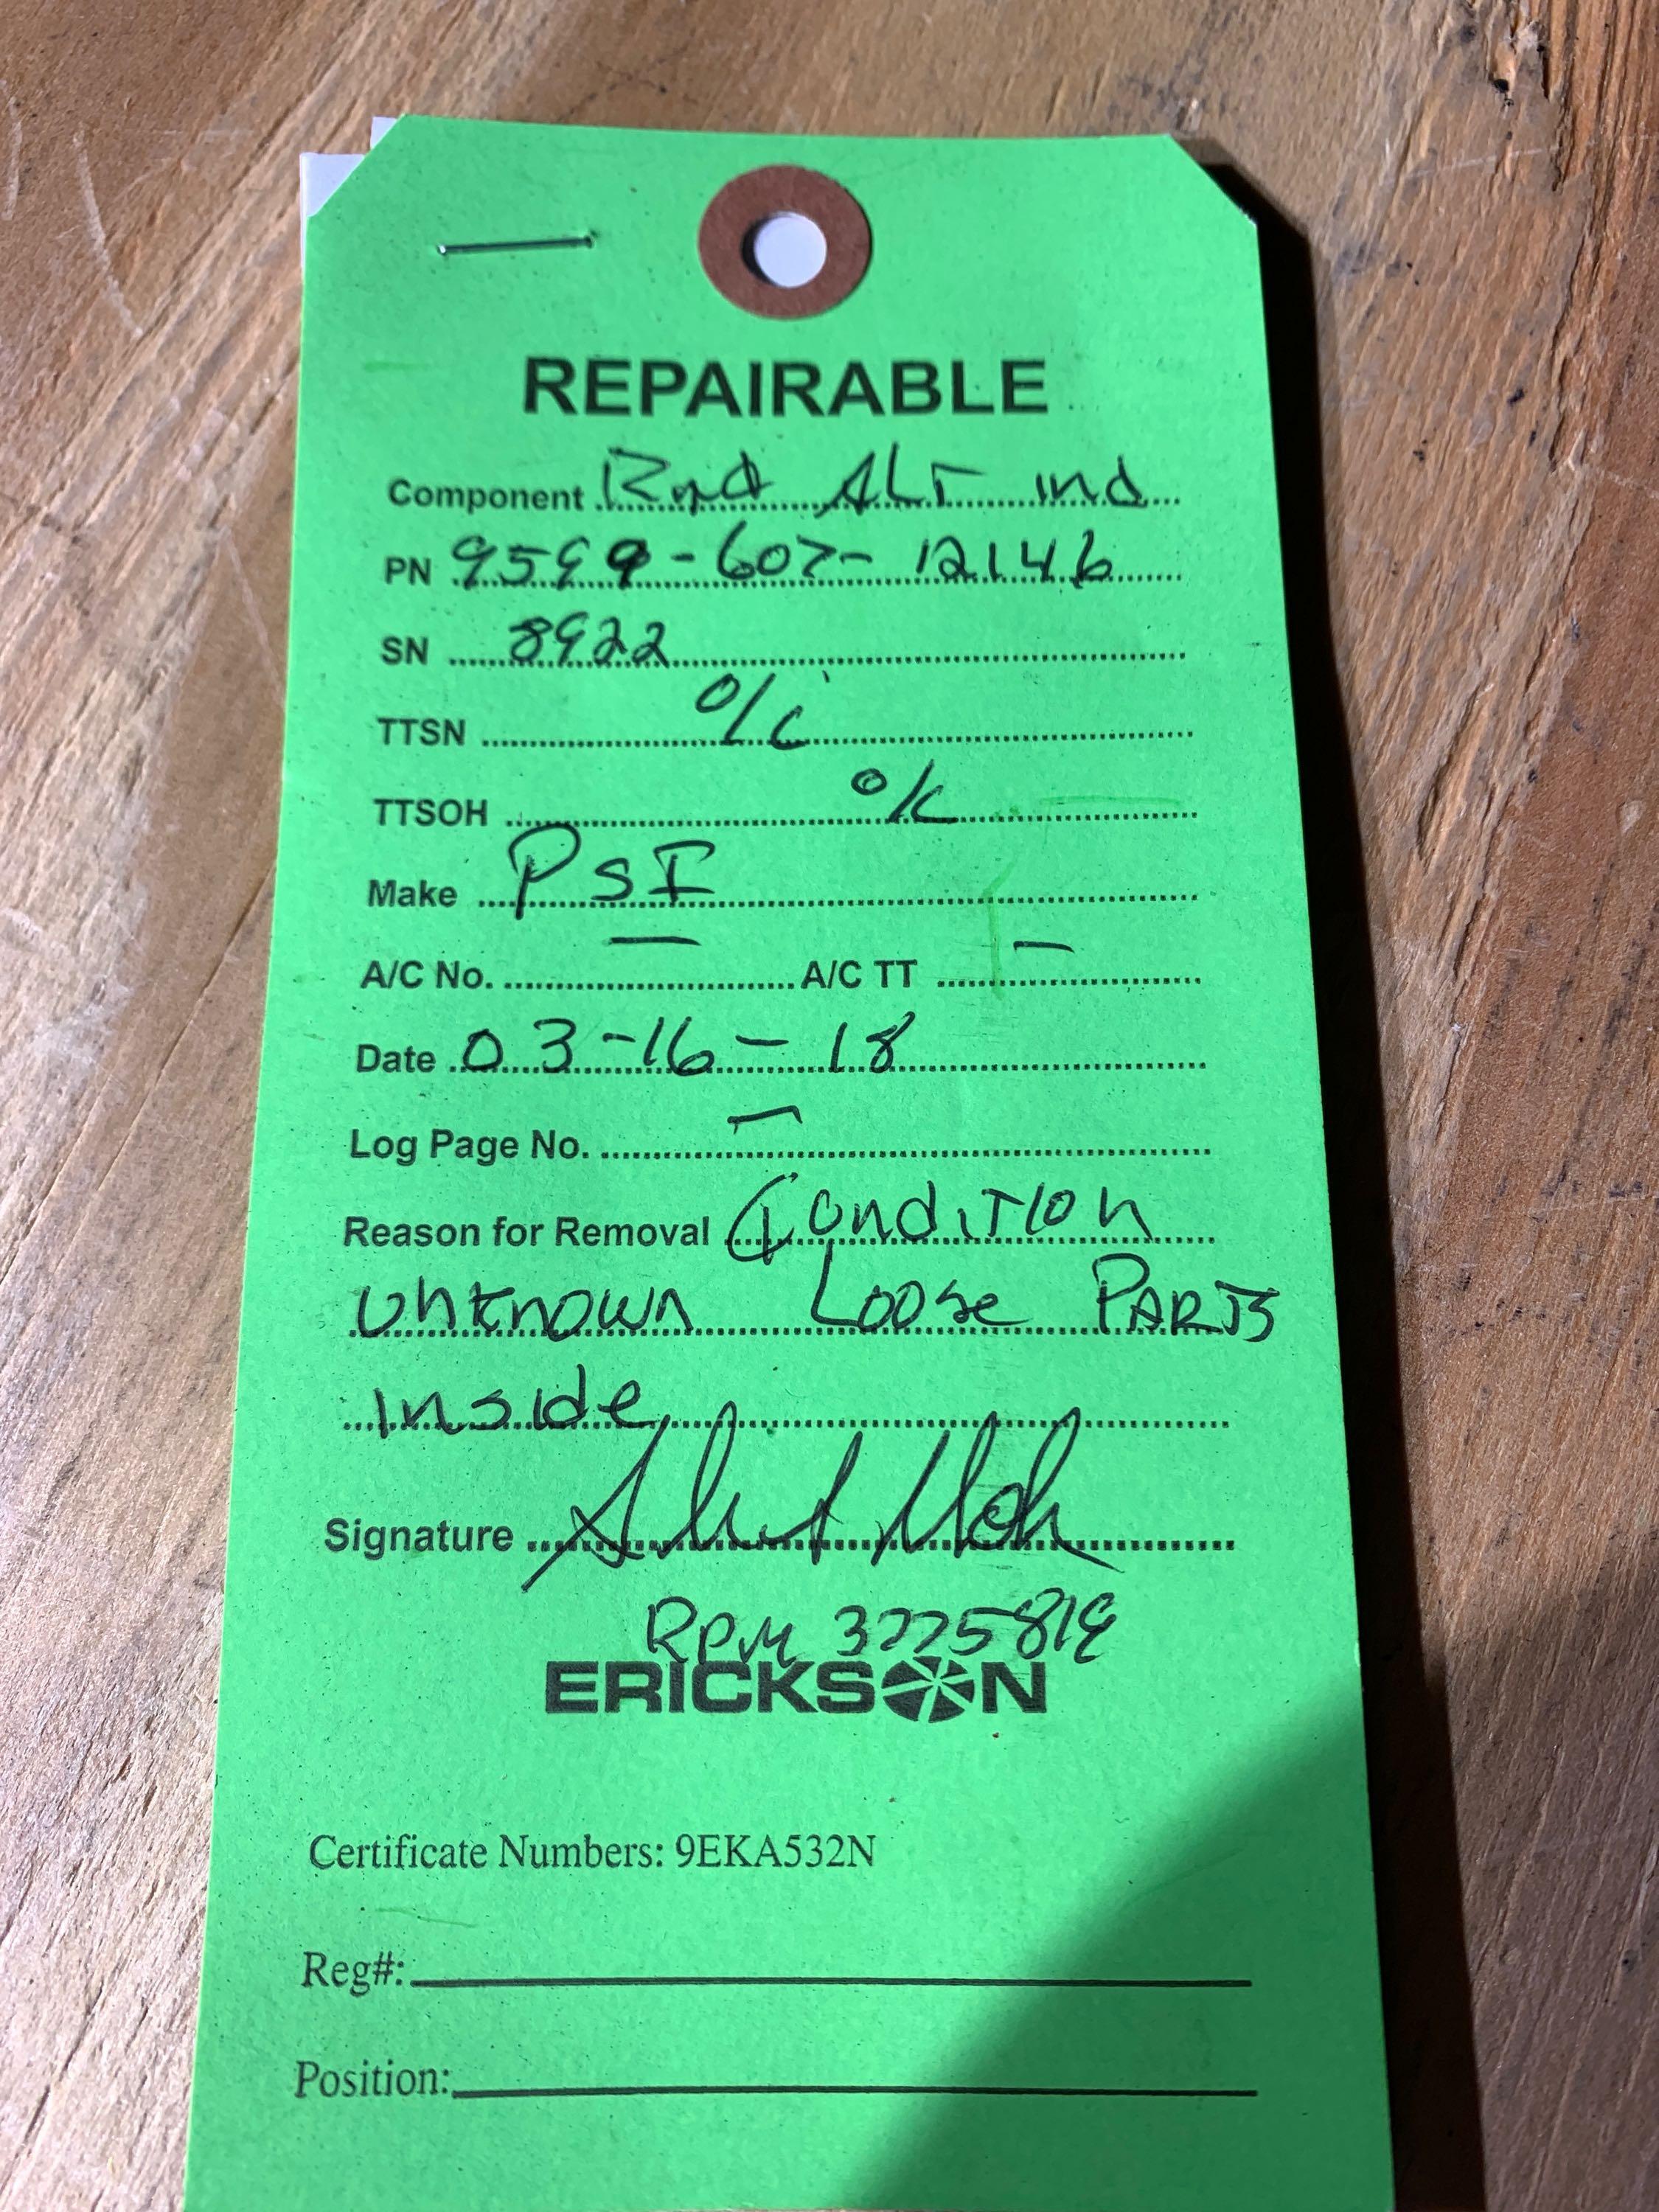 REPAIRABLE
Component Rad ALT ind
PN 9599-607-12146
SN 8922
TTSN O/C
TTSOH O/C
Make PSI
A/C No. — A/C TT —
Date 03-16-18
Log Page No. —
Reason for Removal Condition
unknown Loose PARTS
inside
Signature
RPM 3225819
ERICKSON
Certificate Numbers: 9EKA532N
Reg#:
Position: